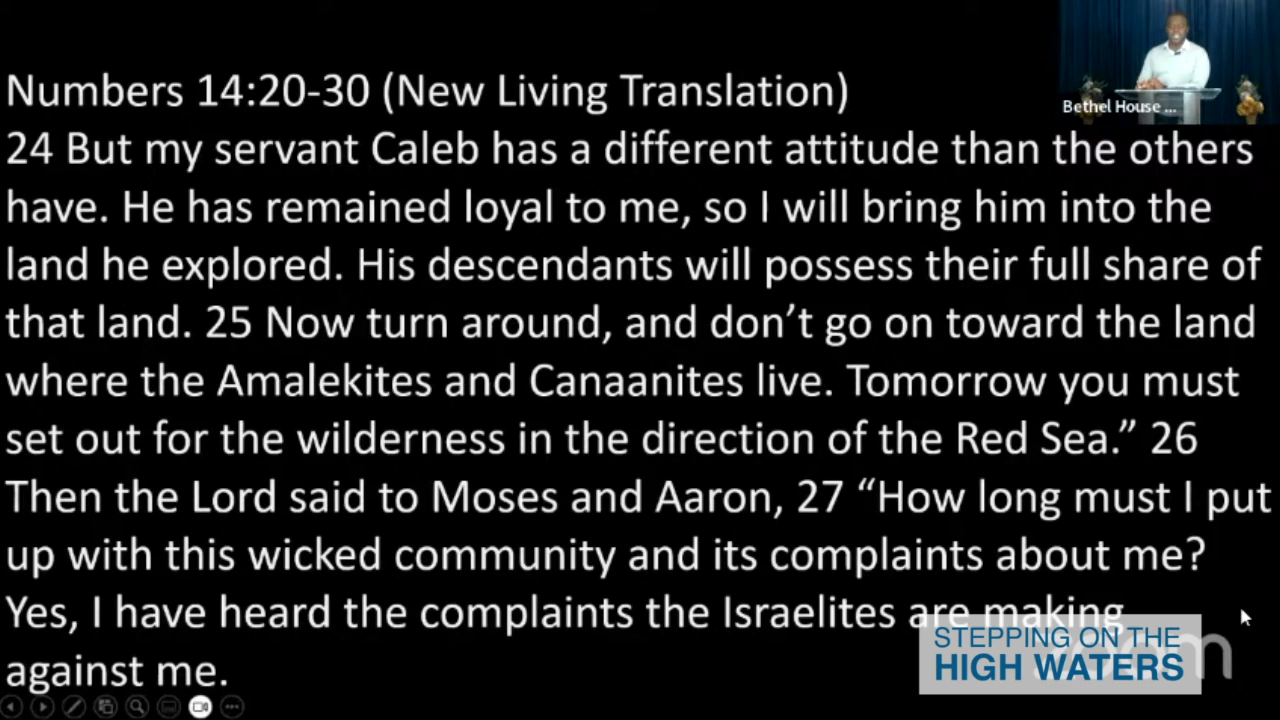 Numbers 14:20-30 (New Living Translation)
24 But my servant Caleb has a different attitude than the others
have. He has remained loyal to me, so I will bring him into the
land he explored. His descendants will possess their full share of
that land. 25 Now turn around, and don’t go on toward the land
where the Amalekites and Canaanites live. Tomorrow you must
set out for the wilderness in the direction of the Red Sea.” 26
Then the Lord said to Moses and Aaron, 27 “How long must I put
up with this wicked community and its complaints about me?
Yes, I have heard the complaints the Israelites are making
against me.
Bethel House ...
STEPPING ON THE
HIGH WATERS